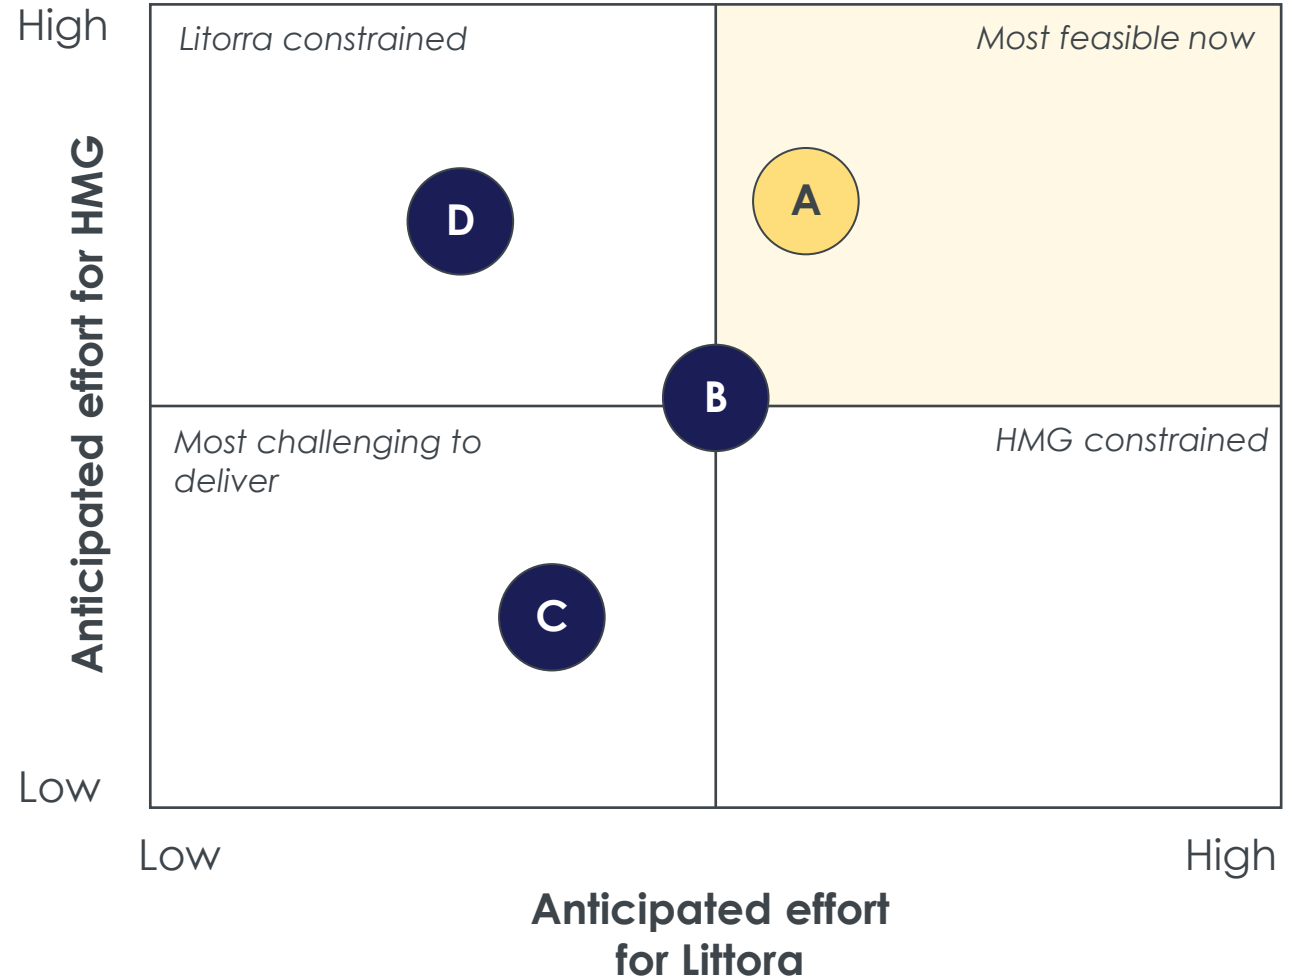 High
Litorra constrained
Most feasible now
A
D
B
Anticipated effort for HMG
Most challenging to
deliver
HMG constrained
C
Low
Low
High
Anticipated effort
for Littora